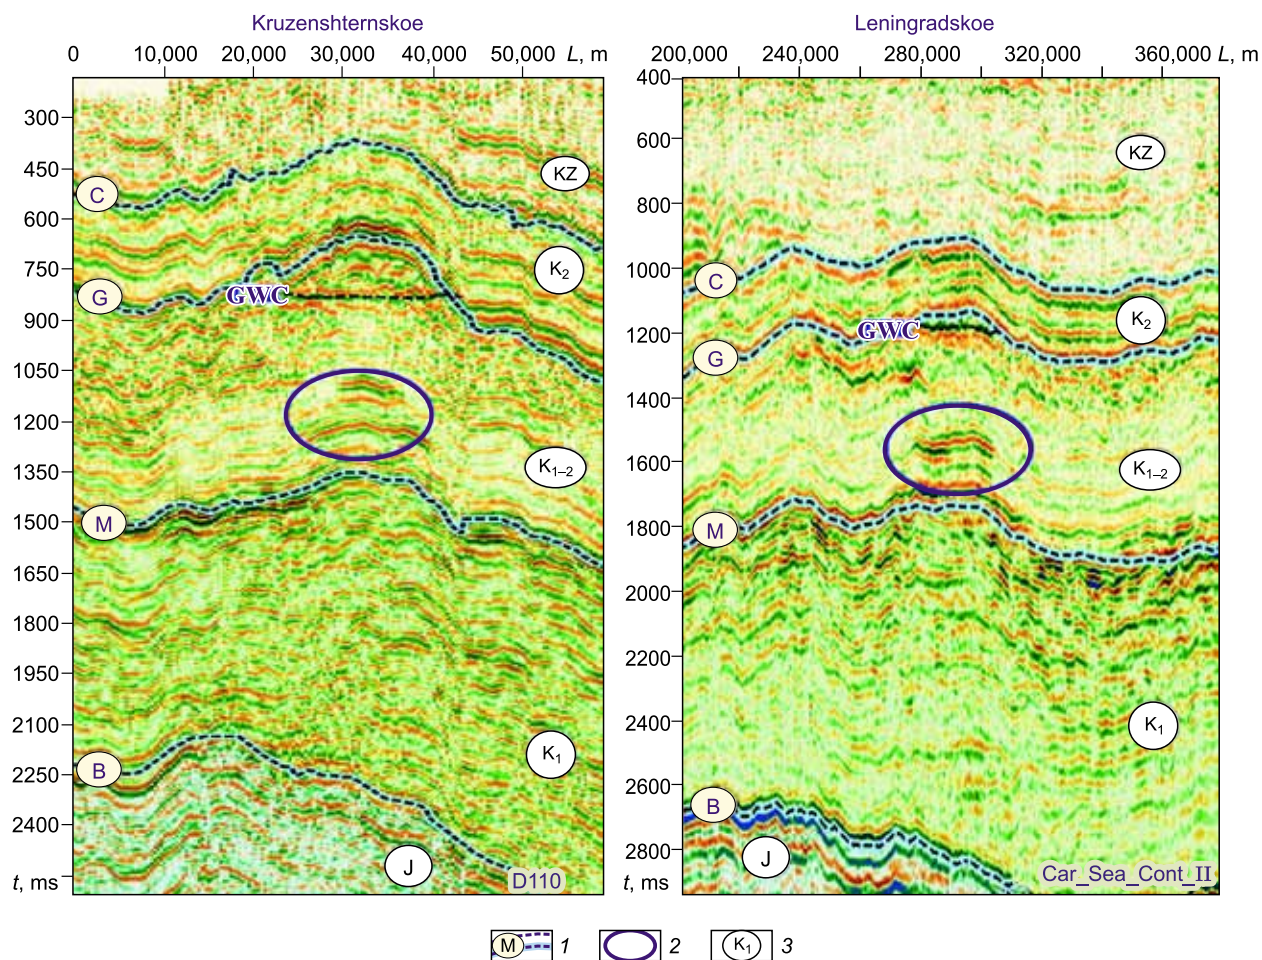 Kruzenshternskoe
0 10,000 20,000 30,000 40,000 50,000 L, m
300
450
600
750
900
1050
1200
1350
1500
1650
1800
1950
2100
2250
2400
t, ms
C
G
M
B
GWC
KZ
K₂
K₁₋₂
K₁
J
D110
Leningradskoe
200,000 240,000 280,000 320,000 360,000 L, m
400
600
800
1000
1200
1400
1600
1800
2000
2200
2400
2600
2800
t, ms
C
G
M
B
GWC
KZ
K₂
K₁₋₂
K₁
J
Car_Sea_Cont_II
M 1 2 K₁ 3